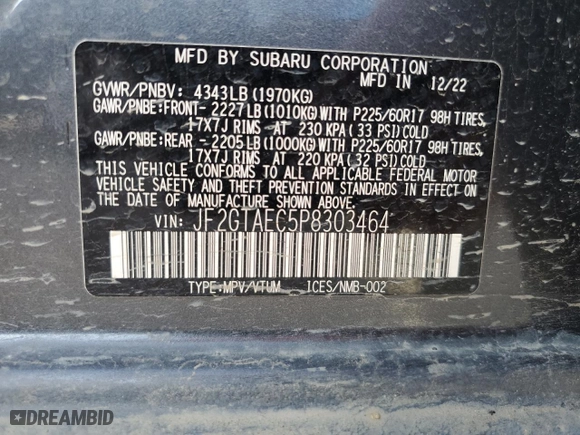 MFD BY SUBARU CORPORATION
MFD IN 12/22
GVWR/PNBV: 4343LB(1970KG)
GAWR/PNBE:FRONT- 2227LB(1010KG)WITH P225/60R17 98H TIRES,
17X7J RIMS AT 230 KPA(33 PSI)COLD
GAWR/PNBE:REAR - 2205LB(1000KG)WITH P225/60R17 98H TIRES,
17X7J RIMS AT 220 KPA(32 PSI)COLD
THIS VEHICLE CONFORMS TO ALL APPLICABLE FEDERAL MOTOR
VEHICLE SAFETY AND THEFT PREVENTION STANDARDS IN EFFECT ON
THE DATE OF MANUFACTURE SHOWN ABOVE.
VIN: JF2GTAEC5P8303464
TYPE:MPV/VTUM ICES/NMB-002
DREAMBID